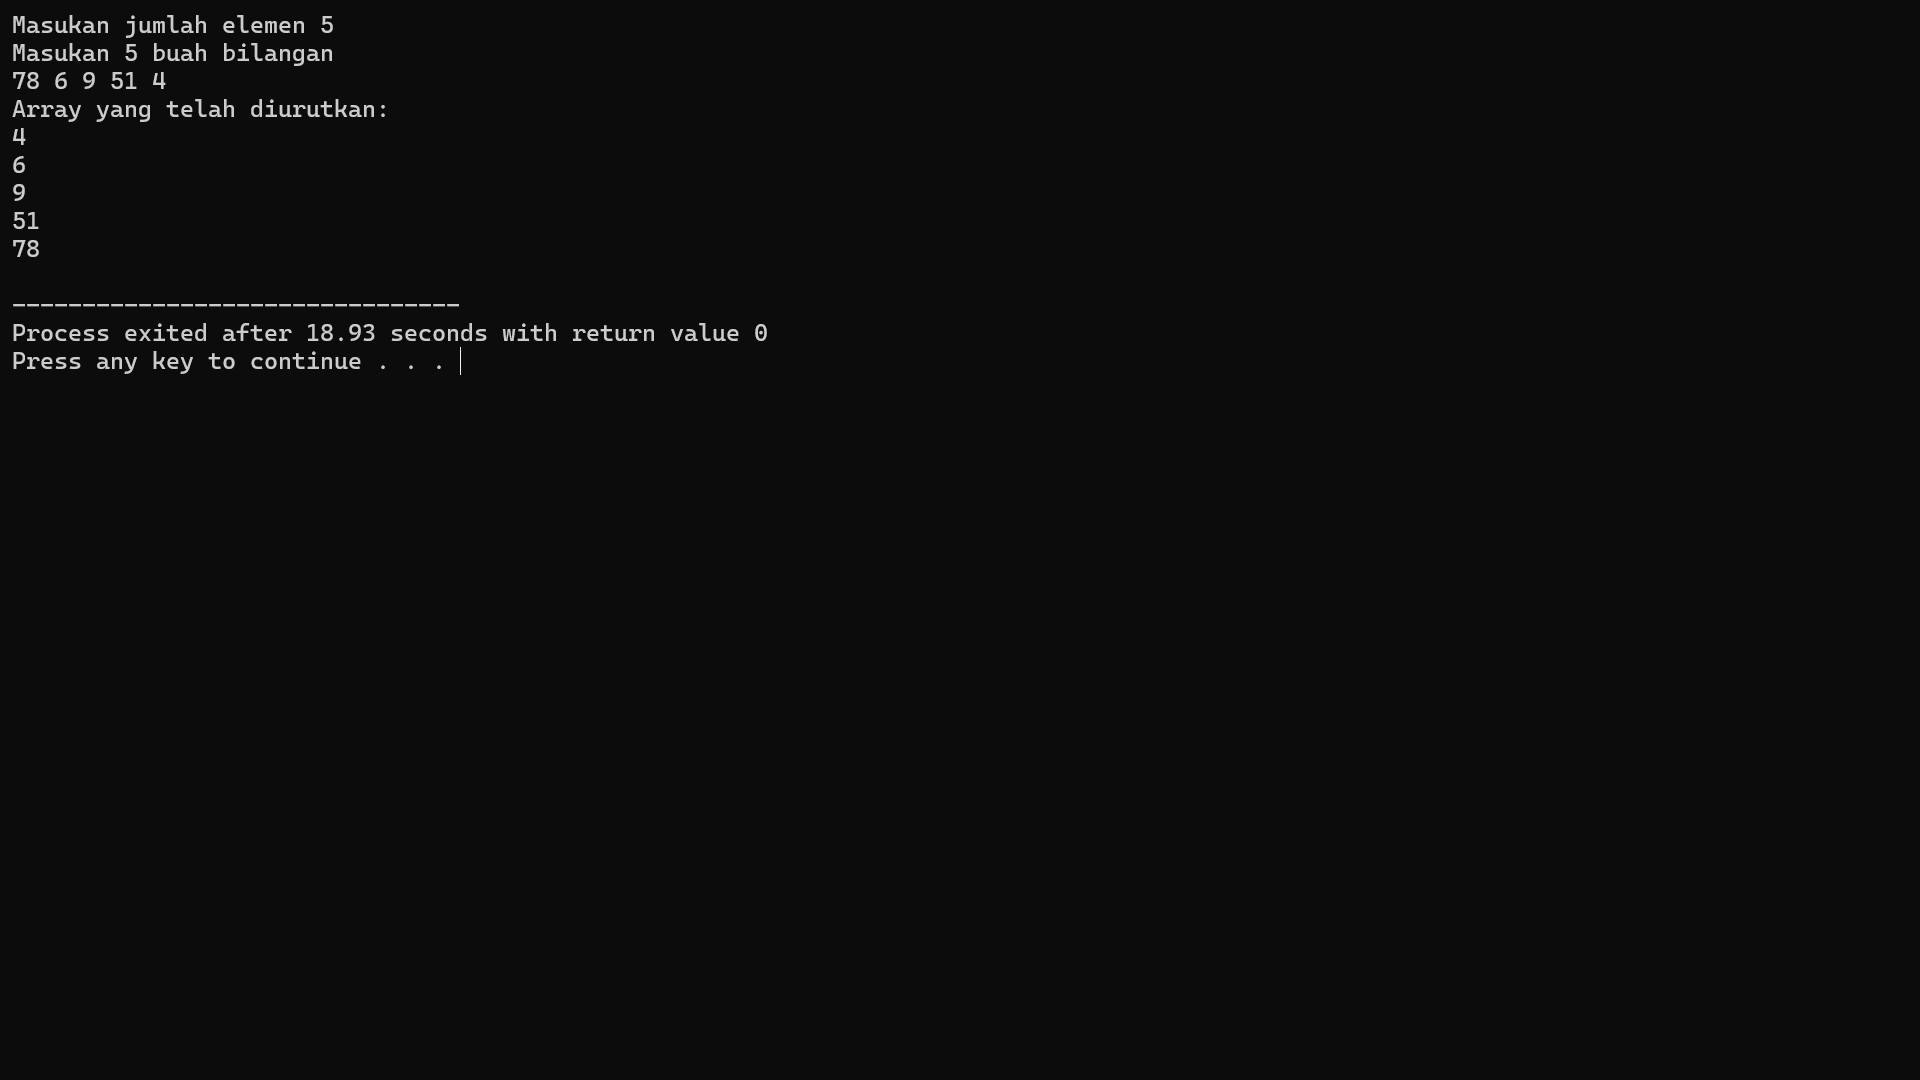 Masukan jumlah elemen 5
Masukan 5 buah bilangan
78 6 9 51 4
Array yang telah diurutkan:
4
6
9
51
78
--------------------------------
Process exited after 18.93 seconds with return value 0
Press any key to continue . . .